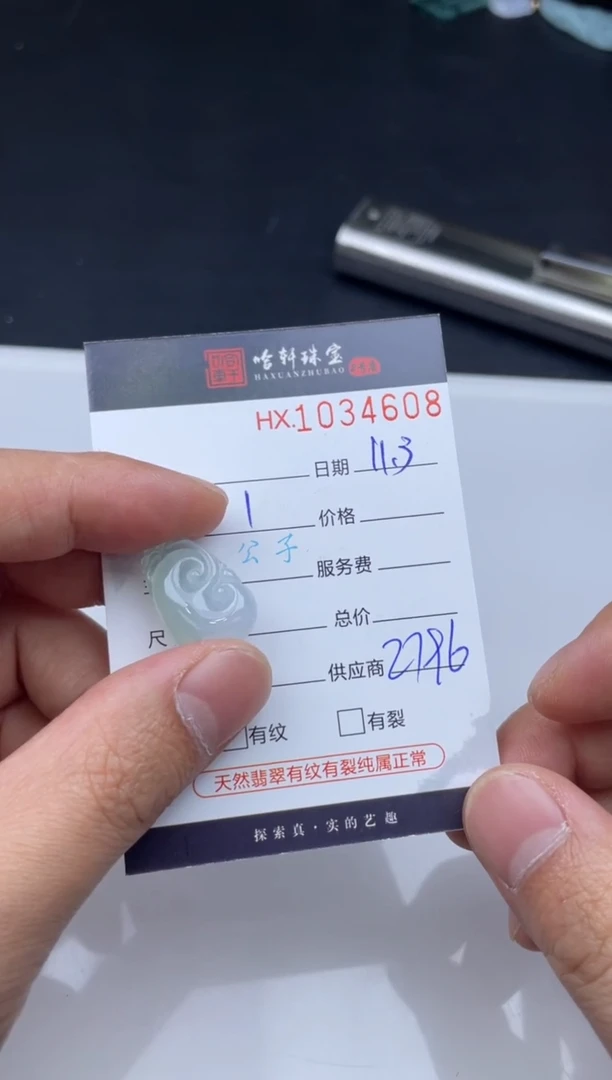 哈轩珠宝
HAXUANZHUBAO
HX.1034608
日期 11.3
1 价格
公子
服务费
尺 总价
供应商 2796
有纹 有裂
天然翡翠有纹有裂纯属正常
探索真·实的艺趣